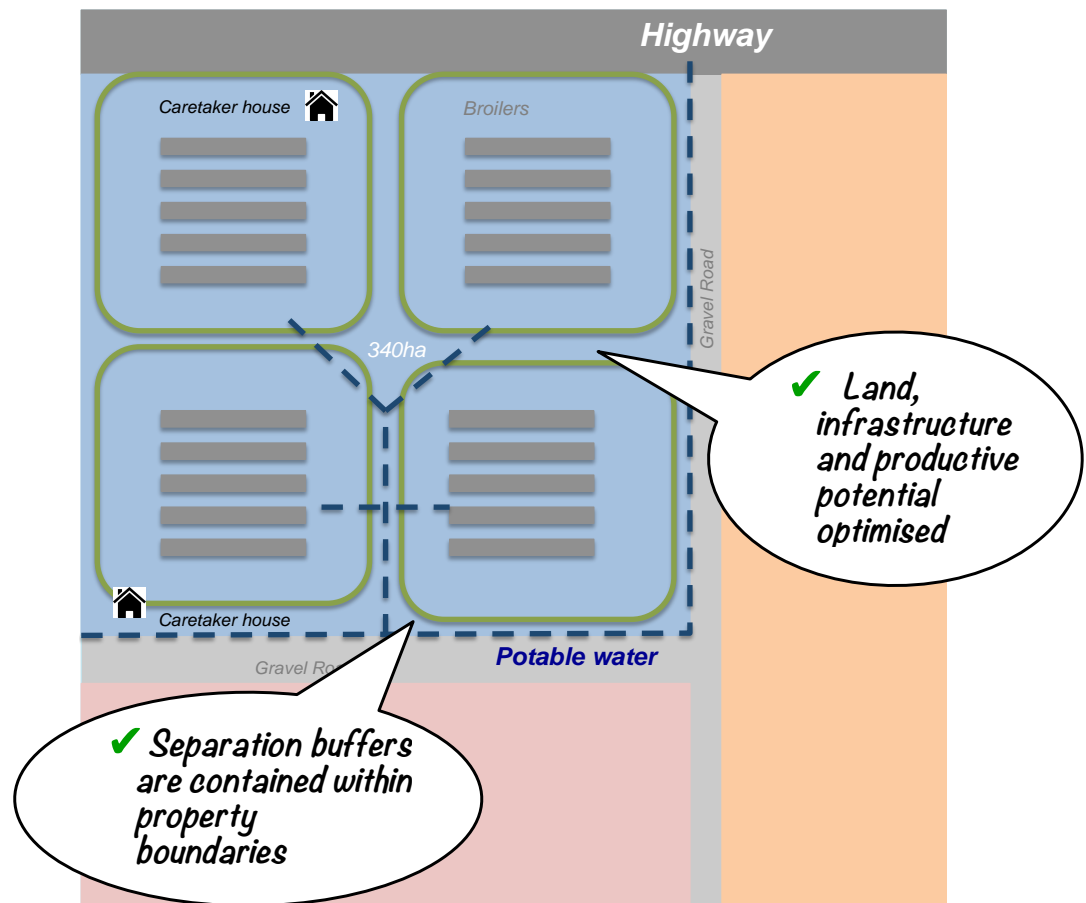 Highway
Caretaker house
Broilers
Gravel Road
340ha
✔ Land,
infrastructure
and productive
potential
optimised
Caretaker house
Potable water
Gravel
✔ Separation buffers
are contained within
property
boundaries